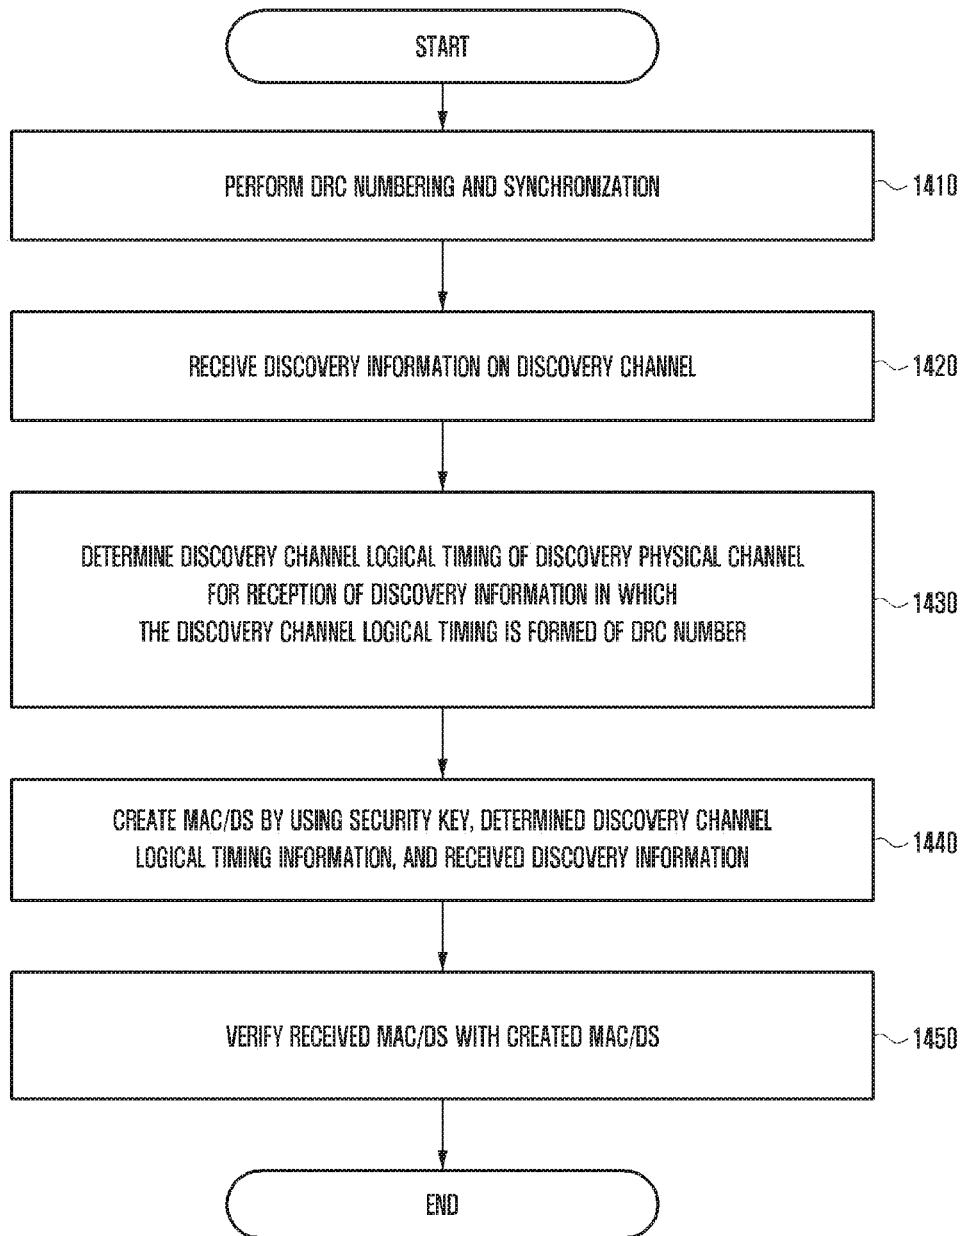 START
PERFORM DRC NUMBERING AND SYNCHRONIZATION
1410
RECEIVE DISCOVERY INFORMATION ON DISCOVERY CHANNEL
1420
DETERMINE DISCOVERY CHANNEL LOGICAL TIMING OF DISCOVERY PHYSICAL CHANNEL
FOR RECEPTION OF DISCOVERY INFORMATION IN WHICH
THE DISCOVERY CHANNEL LOGICAL TIMING IS FORMED OF DRC NUMBER
1430
CREATE MAC/DS BY USING SECURITY KEY, DETERMINED DISCOVERY CHANNEL
LOGICAL TIMING INFORMATION, AND RECEIVED DISCOVERY INFORMATION
1440
VERIFY RECEIVED MAC/DS WITH CREATED MAC/DS
1450
END